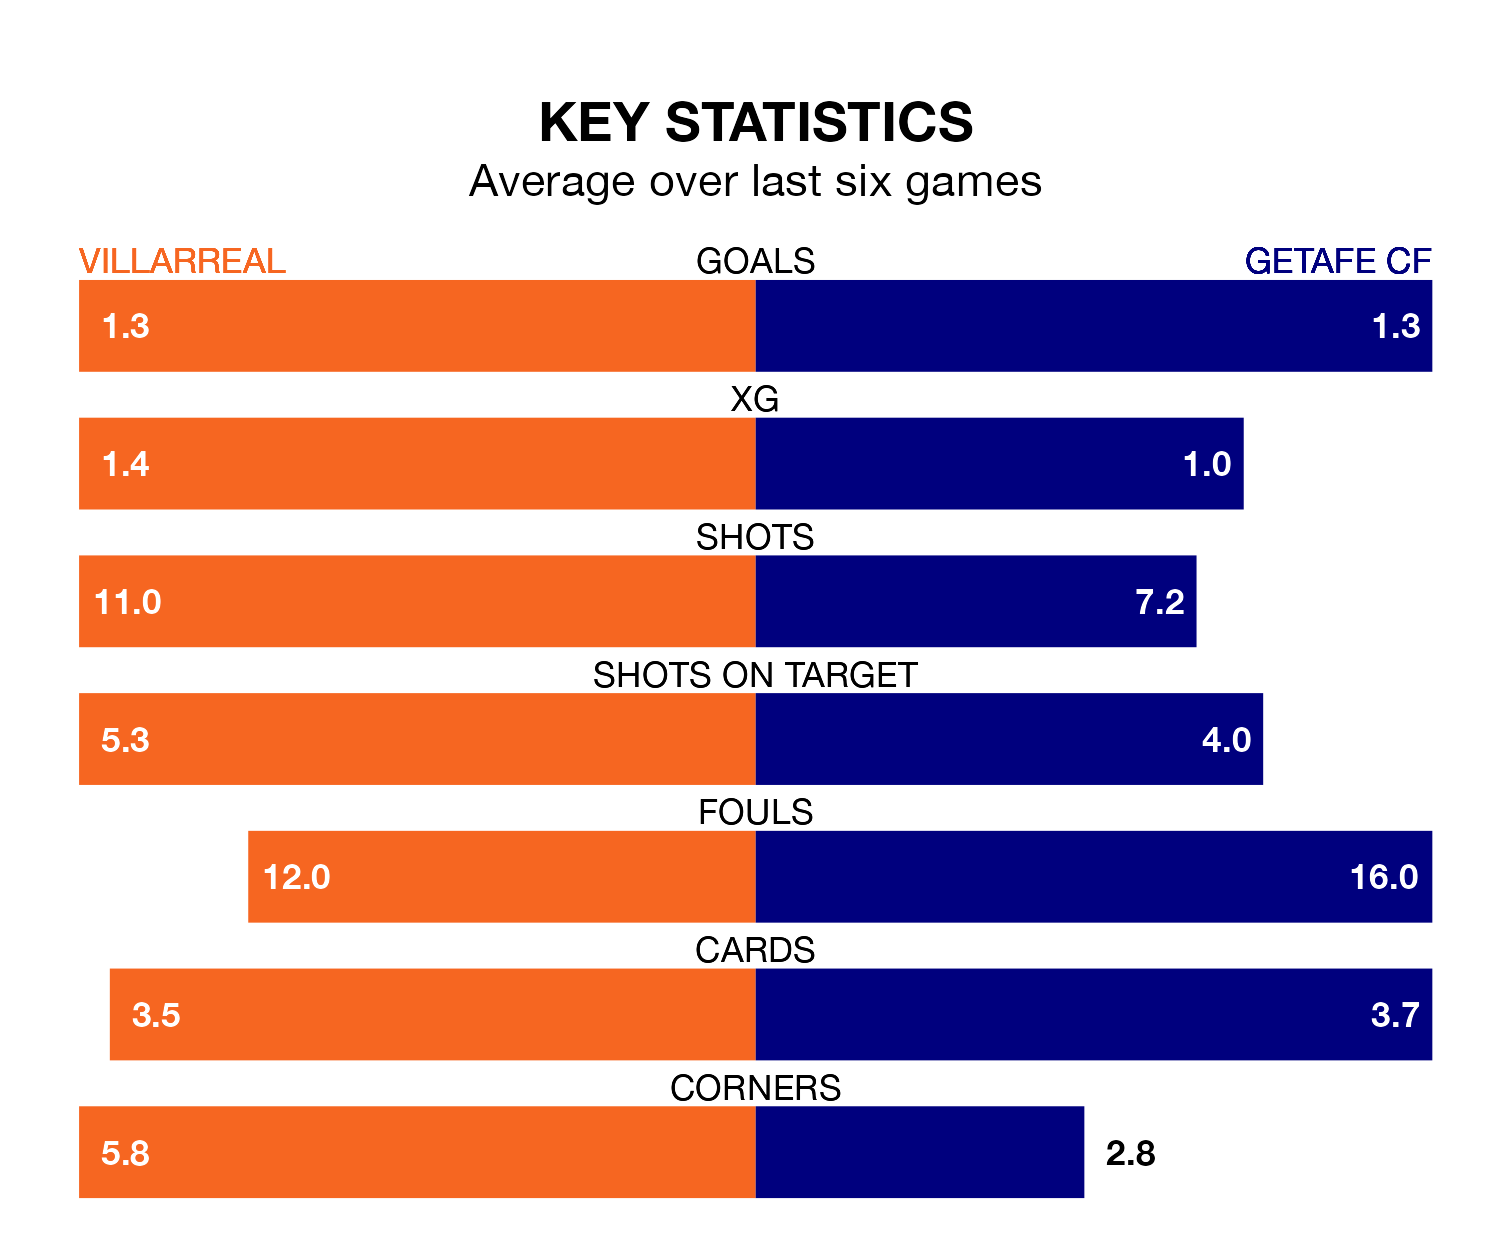 KEY STATISTICS
Average over last six games
VILLARREAL GOALS GETAFE CF
1.3 1.3
XG
1.4 1.0
SHOTS
11.0 7.2
SHOTS ON TARGET
5.3 4.0
FOULS
12.0 16.0
CARDS
3.5 3.7
CORNERS
5.8 2.8